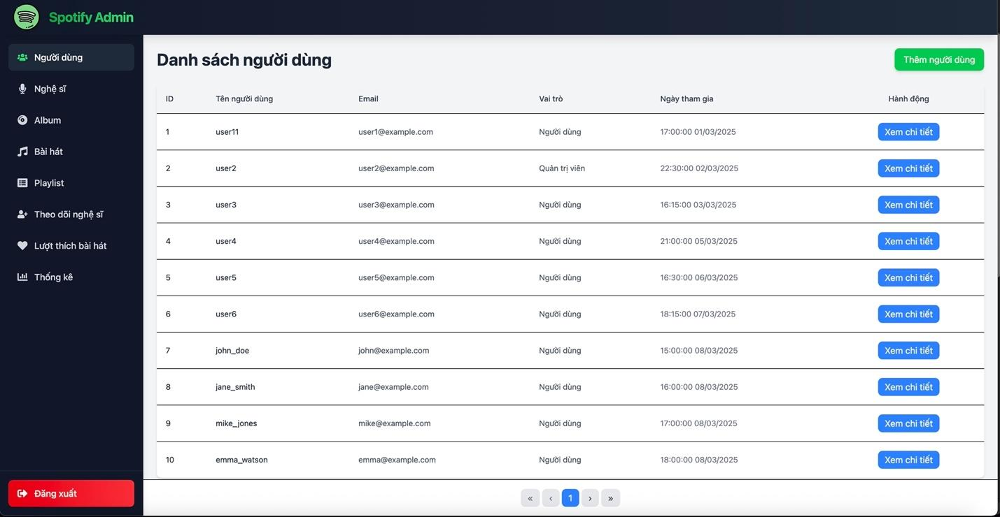 Spotify Admin
Người dùng
Nghệ sĩ
Album
Bài hát
Playlist
Theo dõi nghệ sĩ
Lượt thích bài hát
Thống kê
Đăng xuất
Danh sách người dùng
Thêm người dùng
ID Tên người dùng Email Vai trò Ngày tham gia Hành động
1 user11 user1@example.com Người dùng 17:00:00 01/03/2025 Xem chi tiết
2 user2 user2@example.com Quản trị viên 22:30:00 02/03/2025 Xem chi tiết
3 user3 user3@example.com Người dùng 16:15:00 03/03/2025 Xem chi tiết
4 user4 user4@example.com Người dùng 21:00:00 05/03/2025 Xem chi tiết
5 user5 user5@example.com Người dùng 16:30:00 06/03/2025 Xem chi tiết
6 user6 user6@example.com Người dùng 18:15:00 07/03/2025 Xem chi tiết
7 john_doe john@example.com Người dùng 15:00:00 08/03/2025 Xem chi tiết
8 jane_smith jane@example.com Người dùng 16:00:00 08/03/2025 Xem chi tiết
9 mike_jones mike@example.com Người dùng 17:00:00 08/03/2025 Xem chi tiết
10 emma_watson emma@example.com Người dùng 18:00:00 08/03/2025 Xem chi tiết
« ‹ 1 › »